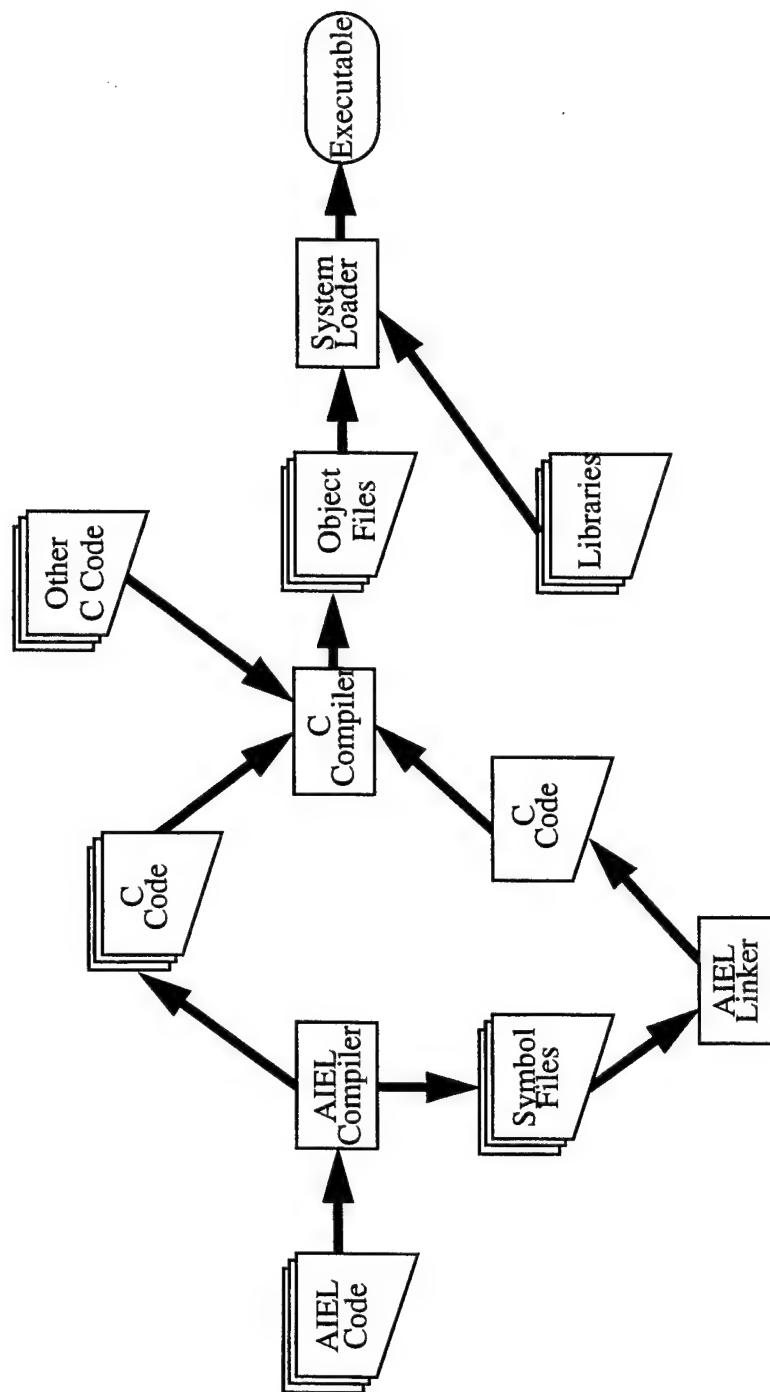 AIEL
Code
AIEL
Compiler
C
Code
Symbol
Files
AIEL
Linker
C
Code
Other
C Code
C
Compiler
Object
Files
Libraries
System
Loader
Executable